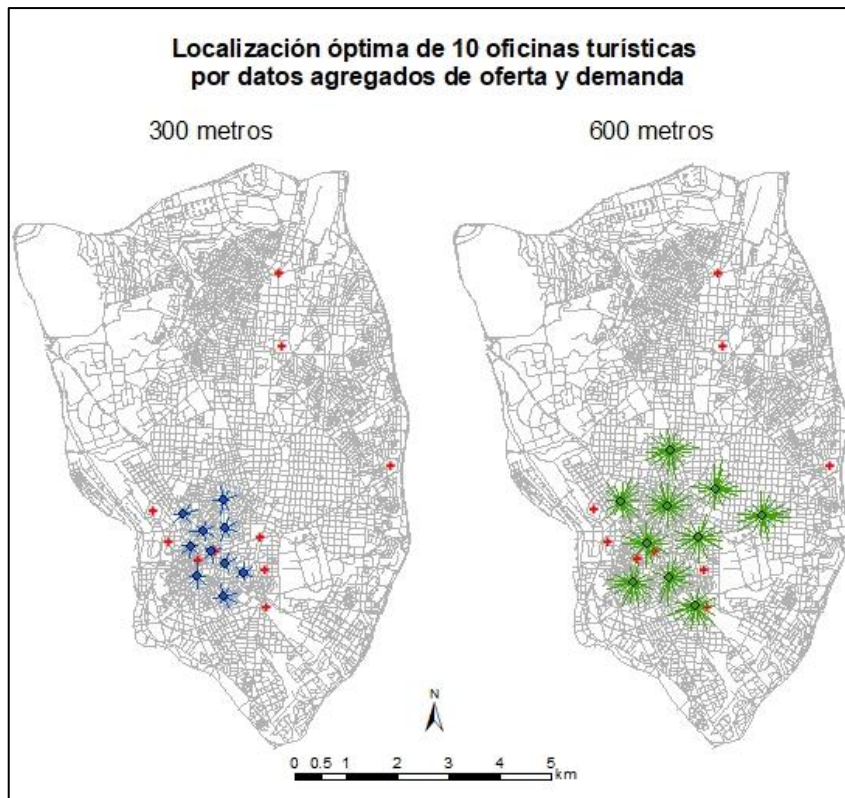 Localización óptima de 10 oficinas turísticas
por datos agregados de oferta y demanda
300 metros
600 metros
N
0 0.5 1 2 3 4 5
km